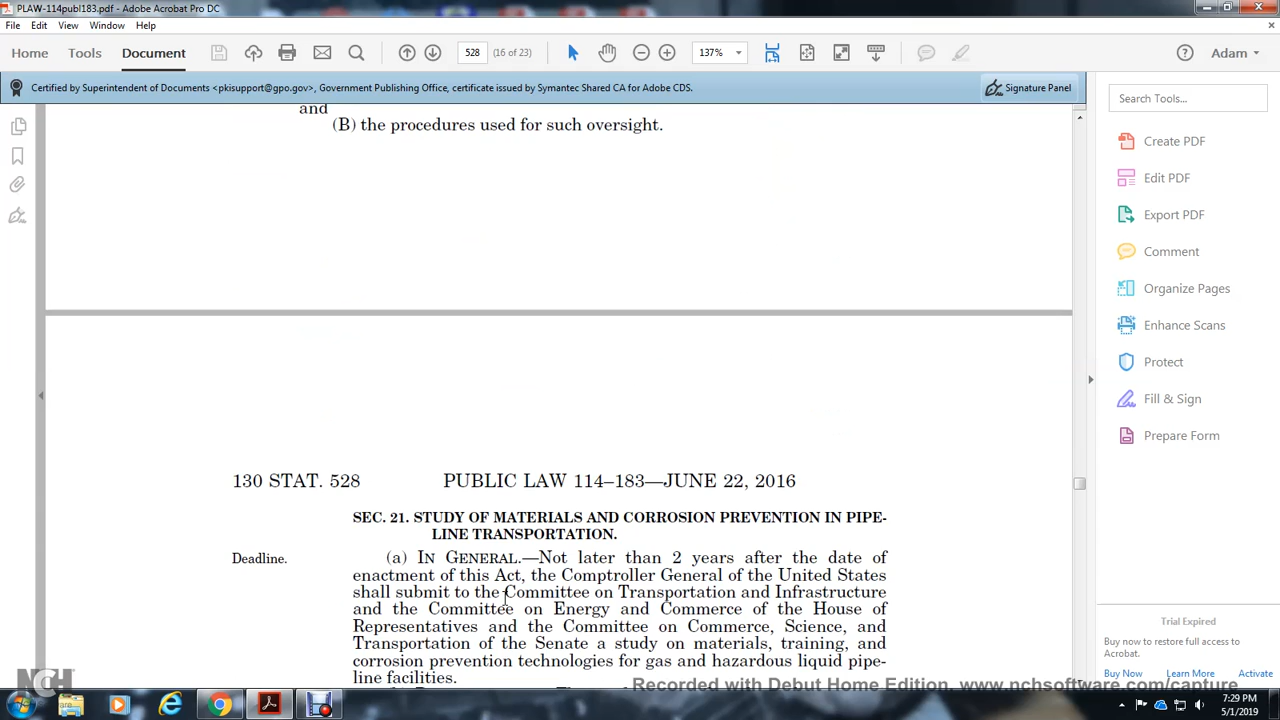 PLAW-114publ183.pdf - Adobe Acrobat Pro DC
File Edit View Window Help
Home Tools Document 528 (16 of 23) 137% Adam
Certified by Superintendent of Documents <pkisupport@gpo.gov>, Government Publishing Office, certificate issued by Symantec Shared CA for Adobe CDS. Signature Panel
and
(B) the procedures used for such oversight.
130 STAT. 528 PUBLIC LAW 114–183—JUNE 22, 2016
SEC. 21. STUDY OF MATERIALS AND CORROSION PREVENTION IN PIPE-
LINE TRANSPORTATION.
Deadline. (a) IN GENERAL.—Not later than 2 years after the date of
enactment of this Act, the Comptroller General of the United States
shall submit to the Committee on Transportation and Infrastructure
and the Committee on Energy and Commerce of the House of
Representatives and the Committee on Commerce, Science, and
Transportation of the Senate a study on materials, training, and
corrosion prevention technologies for gas and hazardous liquid pipe-
line facilities.
Search Tools...
Create PDF
Edit PDF
Export PDF
Comment
Organize Pages
Enhance Scans
Protect
Fill & Sign
Prepare Form
Trial Expired
Buy now to restore full access to
Acrobat.
Buy Now Learn More Activate
NCH
Recorded with Debut Home Edition. www.nchsoftware.com/capture
7:29 PM
5/1/2019